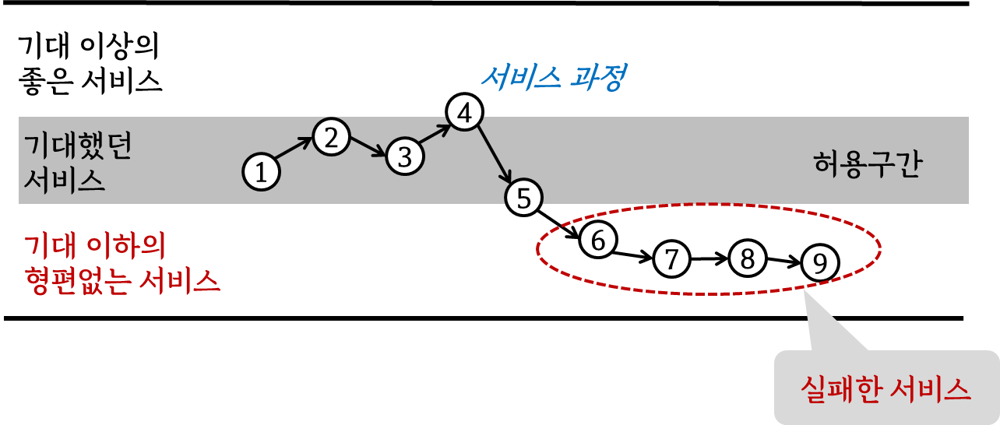 기대 이상의
좋은 서비스
서비스 과정
기대했던
서비스
허용구간
1
2
3
4
5
6
7
8
9
기대 이하의
형편없는 서비스
실패한 서비스